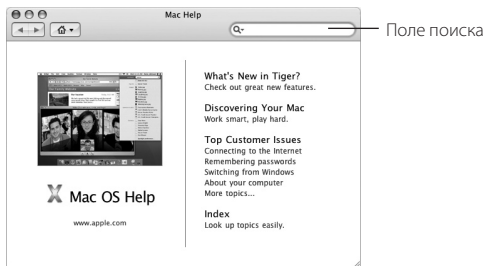 Mac Help
Поле поиска
What's New in Tiger?
Check out great new features.
Discovering Your Mac
Work smart, play hard.
Top Customer Issues
Connecting to the Internet
Remembering passwords
Switching from Windows
About your computer
More topics...
Index
Look up topics easily.
Mac OS Help
www.apple.com